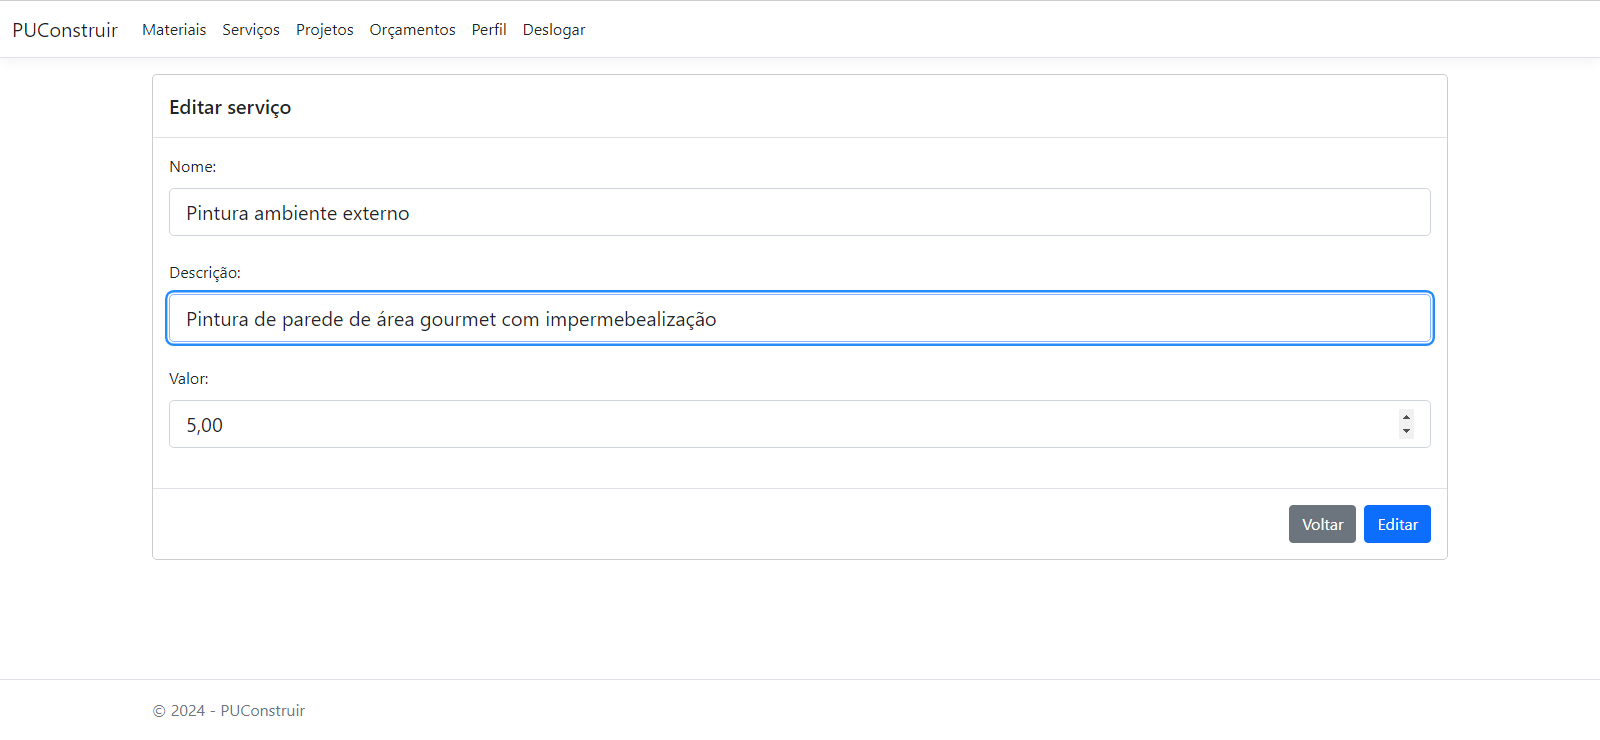 PUConstruir Materiais Serviços Projetos Orçamentos Perfil Deslogar
Editar serviço
Nome:
Pintura ambiente externo
Descrição:
Pintura de parede de área gourmet com impermebealização
Valor:
5,00
Voltar Editar
© 2024 - PUConstruir